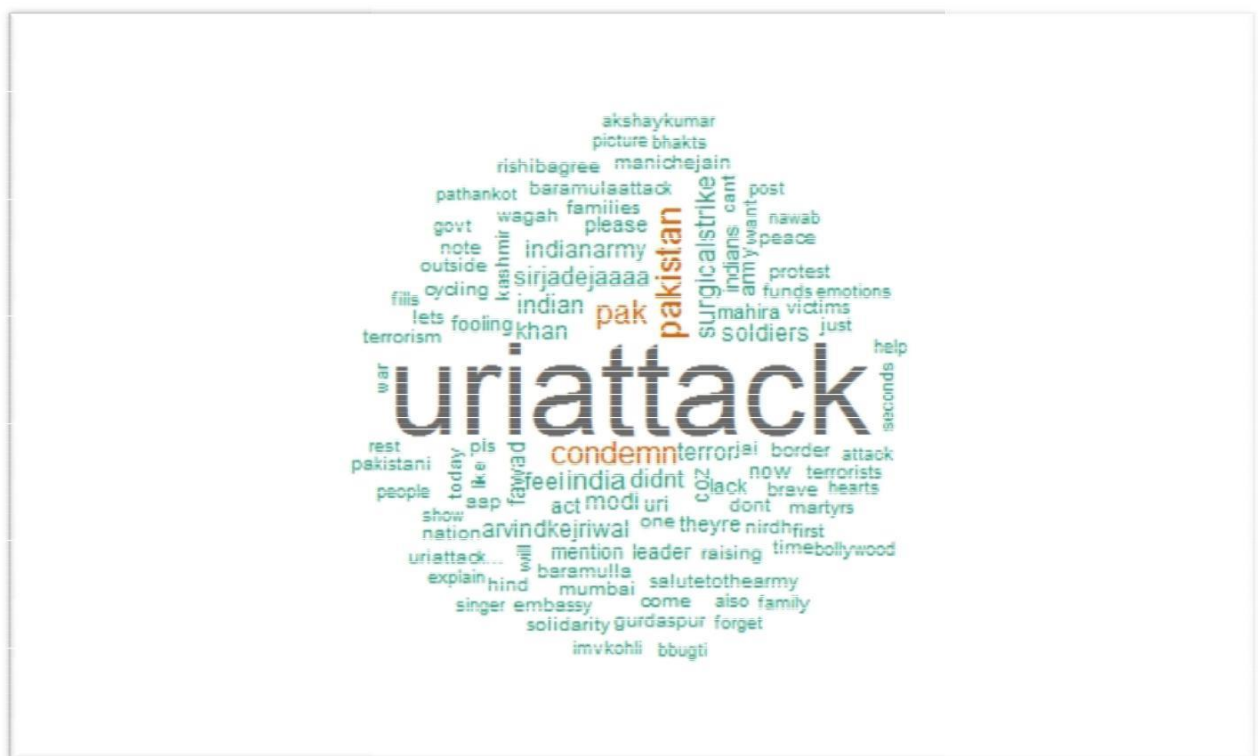 akshaykumar
picture bhakts
rishibagree manichejain
pathankot baramulaattack surgicalstrike cant post
wagah families pakistan want nawab
govt please indians peace
note kashmir indianarmy army
outside sirjadejaaaa protest
fills cycling indian pak funds emotions
lets fooling khan mahira victims
terrorism soldiers just
war uriattack help
seconds
rest pls condemn terror jai border attack
pakistani today like fawad feel india didnt coz now terrorists
people aap act modi uri lack brave hearts
show dont martyrs
nation arvindkejriwal one theyre nirdh first
uriattack... will mention leader raising time bollywood
explain hind baramulla salutetothearmy
mumbai
singer embassy come also family
solidarity gurdaspur forget
imvkohli bbugti